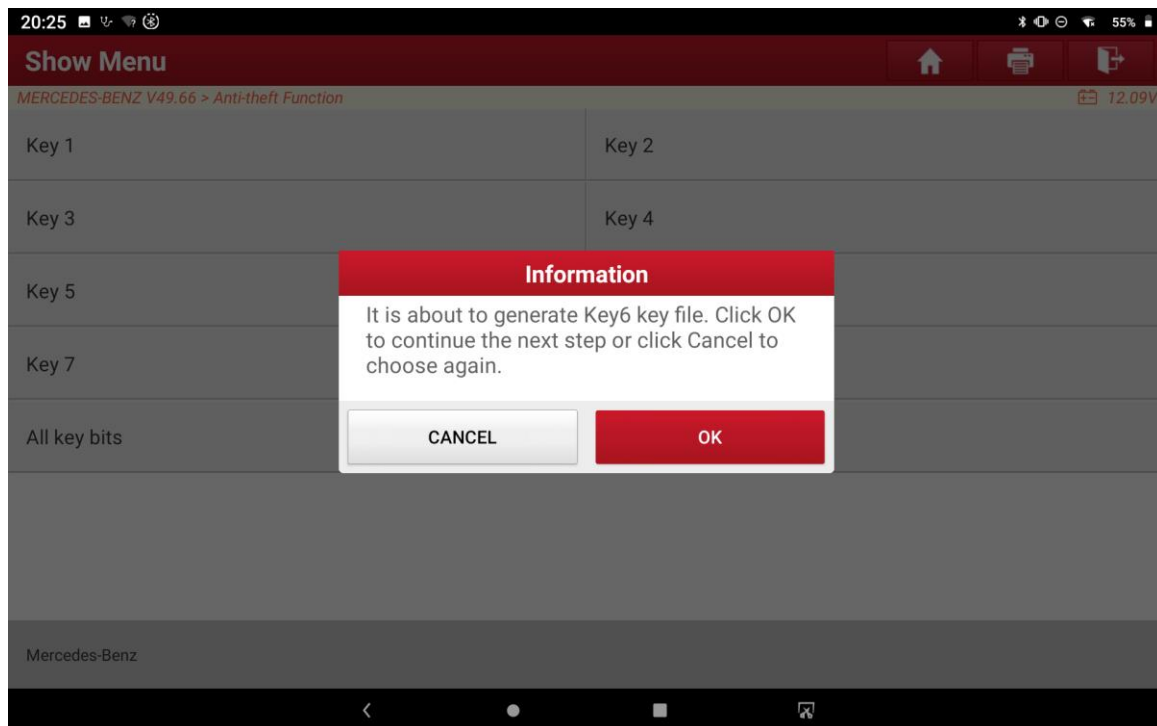 20:25
55%
Show Menu
MERCEDES-BENZ V49.66 > Anti-theft Function
12.09V
Key 1
Key 2
Key 3
Key 4
Key 5
Key 7
All key bits
Information
It is about to generate Key6 key file. Click OK
to continue the next step or click Cancel to
choose again.
CANCEL
OK
Mercedes-Benz